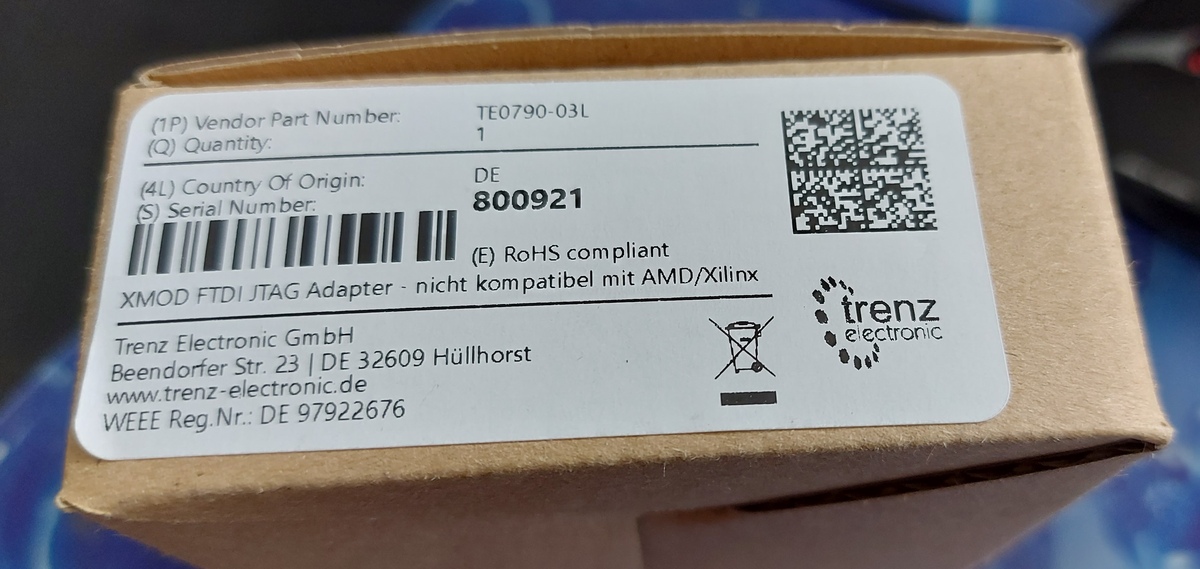 (1P) Vendor Part Number: TE0790-03L
(Q) Quantity: 1
(4L) Country Of Origin: DE
(S) Serial Number: 800921
(E) RoHS compliant
XMOD FTDI JTAG Adapter - nicht kompatibel mit AMD/Xilinx
Trenz Electronic GmbH
Beendorfer Str. 23 | DE 32609 Hüllhorst
www.trenz-electronic.de
WEEE Reg.Nr.: DE 97922676
trenz
electronic